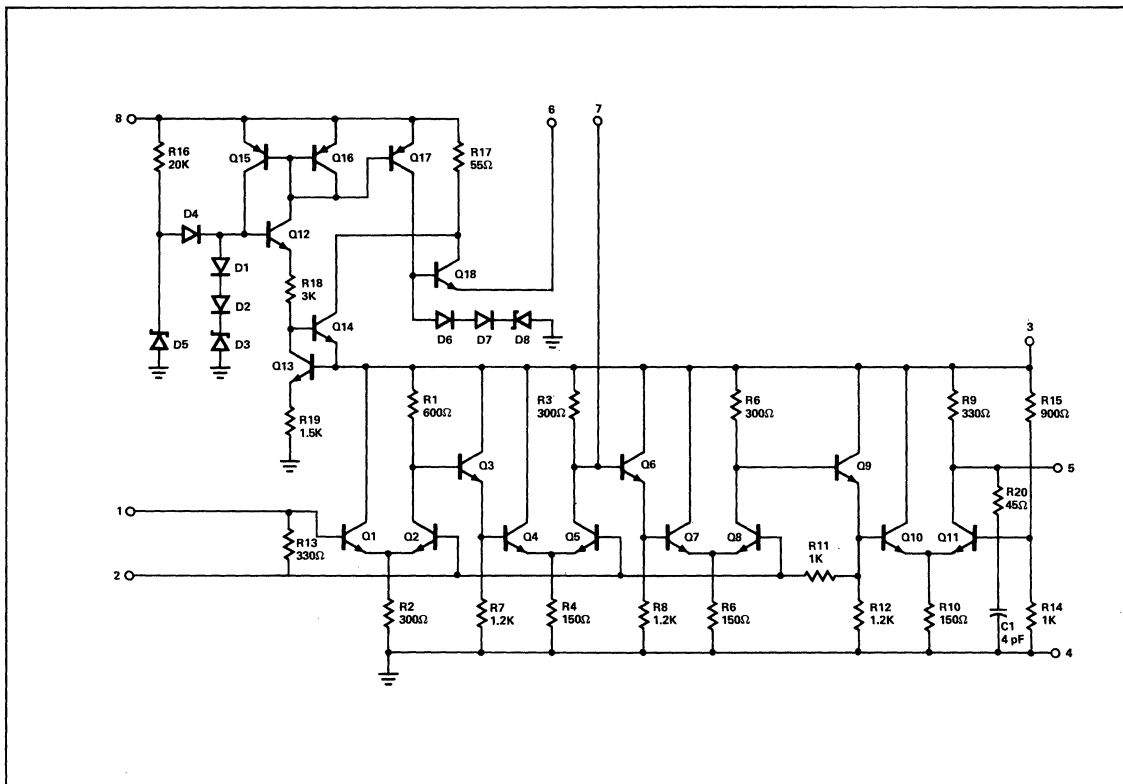 6
7
8
R16
20K
Q15
Q16
Q17
R17
55Ω
D4
Q12
D1
R18
3K
Q18
D2
Q14
D5
D3
D6
D7
D8
3
Q13
R1
600Ω
R3
300Ω
R6
300Ω
R9
330Ω
R15
900Ω
R19
1.5K
Q3
Q6
Q9
5
R20
45Ω
1
R13
330Ω
Q1
Q2
Q4
Q5
Q7
Q8
R11
1K
Q10
Q11
2
R2
300Ω
R7
1.2K
R4
150Ω
R8
1.2K
R6
150Ω
R12
1.2K
R10
150Ω
C1
4 pF
R14
1K
4